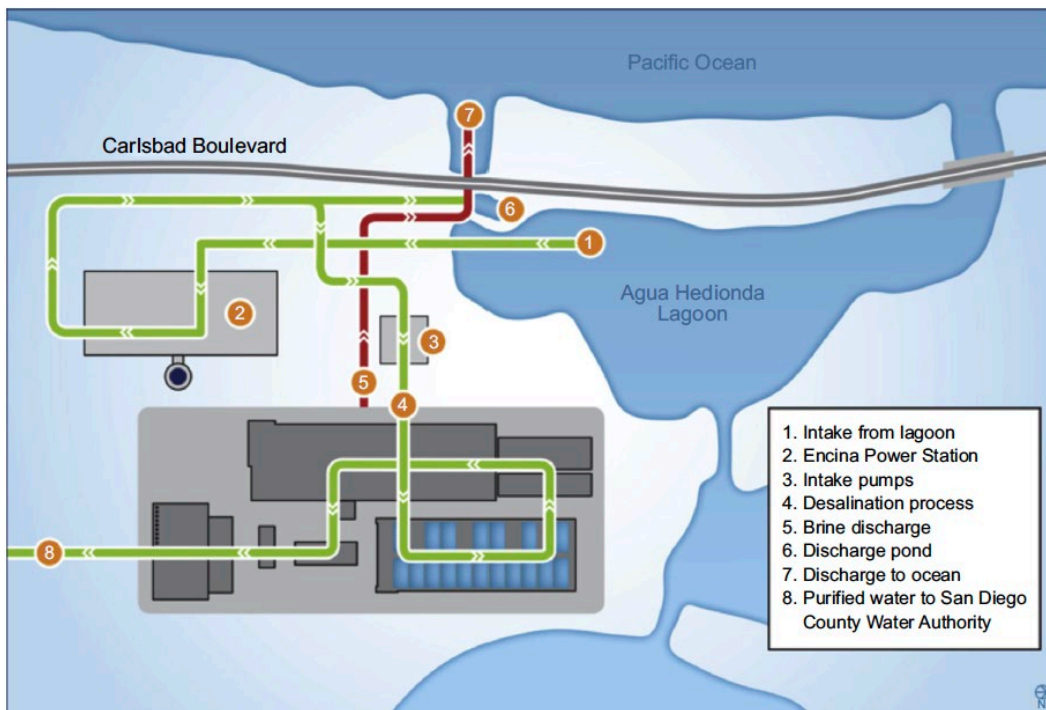 Pacific Ocean
7
Carlsbad Boulevard
6
1
Agua Hedionda
Lagoon
2
3
5
4
8
1. Intake from lagoon
2. Encina Power Station
3. Intake pumps
4. Desalination process
5. Brine discharge
6. Discharge pond
7. Discharge to ocean
8. Purified water to San Diego
County Water Authority
N